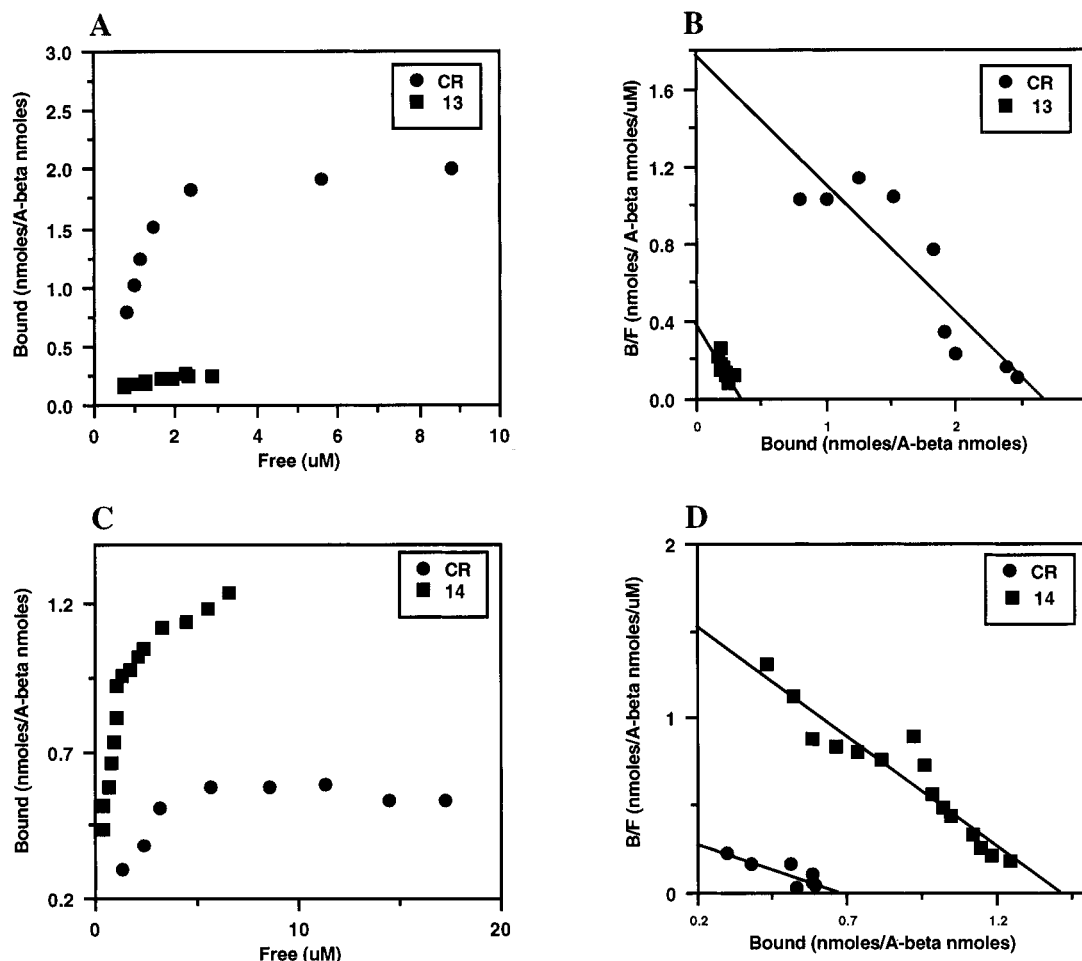 A
Bound (nmoles/A-beta nmoles)
3.0
2.5
2.0
1.5
1.0
0.5
0.0
CR
13
0
2
4
6
8
10
Free (uM)
B
B/F (nmoles/ A-beta nmoles/uM)
1.6
1.2
0.8
0.4
0.0
CR
13
0
1
2
Bound (nmoles/A-beta nmoles)
C
Bound (nmoles/A-beta nmoles)
1.2
0.7
0.2
CR
14
0
10
20
Free (uM)
D
B/F (nmoles/A-beta nmoles/uM)
2
1
0
CR
14
0.2
0.7
1.2
Bound (nmoles/A-beta nmoles)